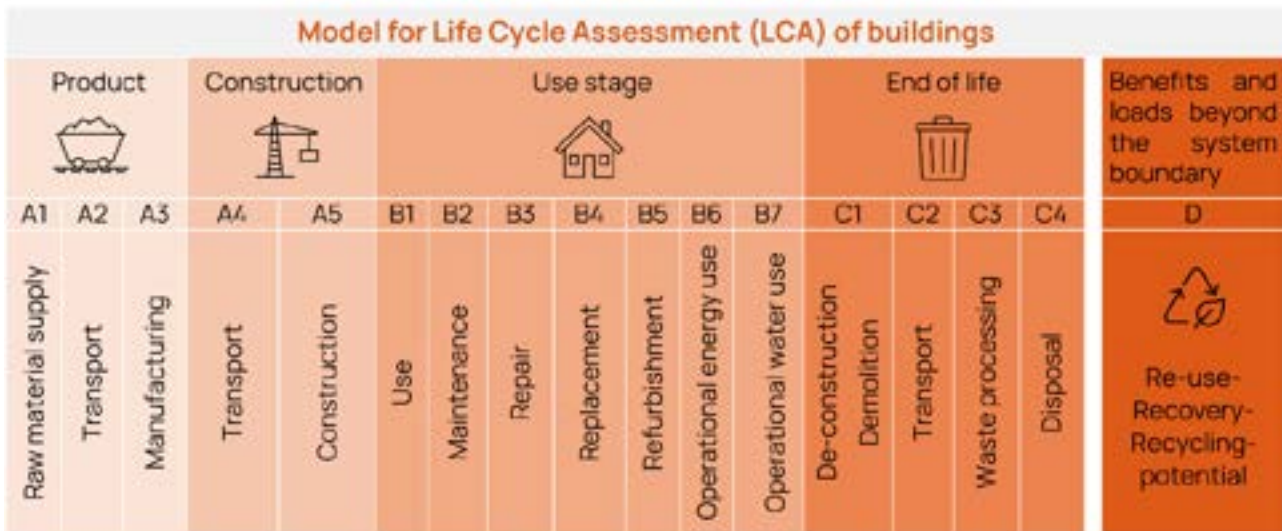 Model for Life Cycle Assessment (LCA) of buildings
Product
Construction
Use stage
End of life
Benefits and
loads beyond
the system
boundary
A1 A2 A3 A4 A5 B1 B2 B3 B4 B5 B6 B7 C1 C2 C3 C4 D
Raw material supply
Transport
Manufacturing
Transport
Construction
Use
Maintenance
Repair
Replacement
Refurbishment
Operational energy use
Operational water use
De-construction
Demolition
Transport
Waste processing
Disposal
Re-use-
Recovery-
Recycling-
potential